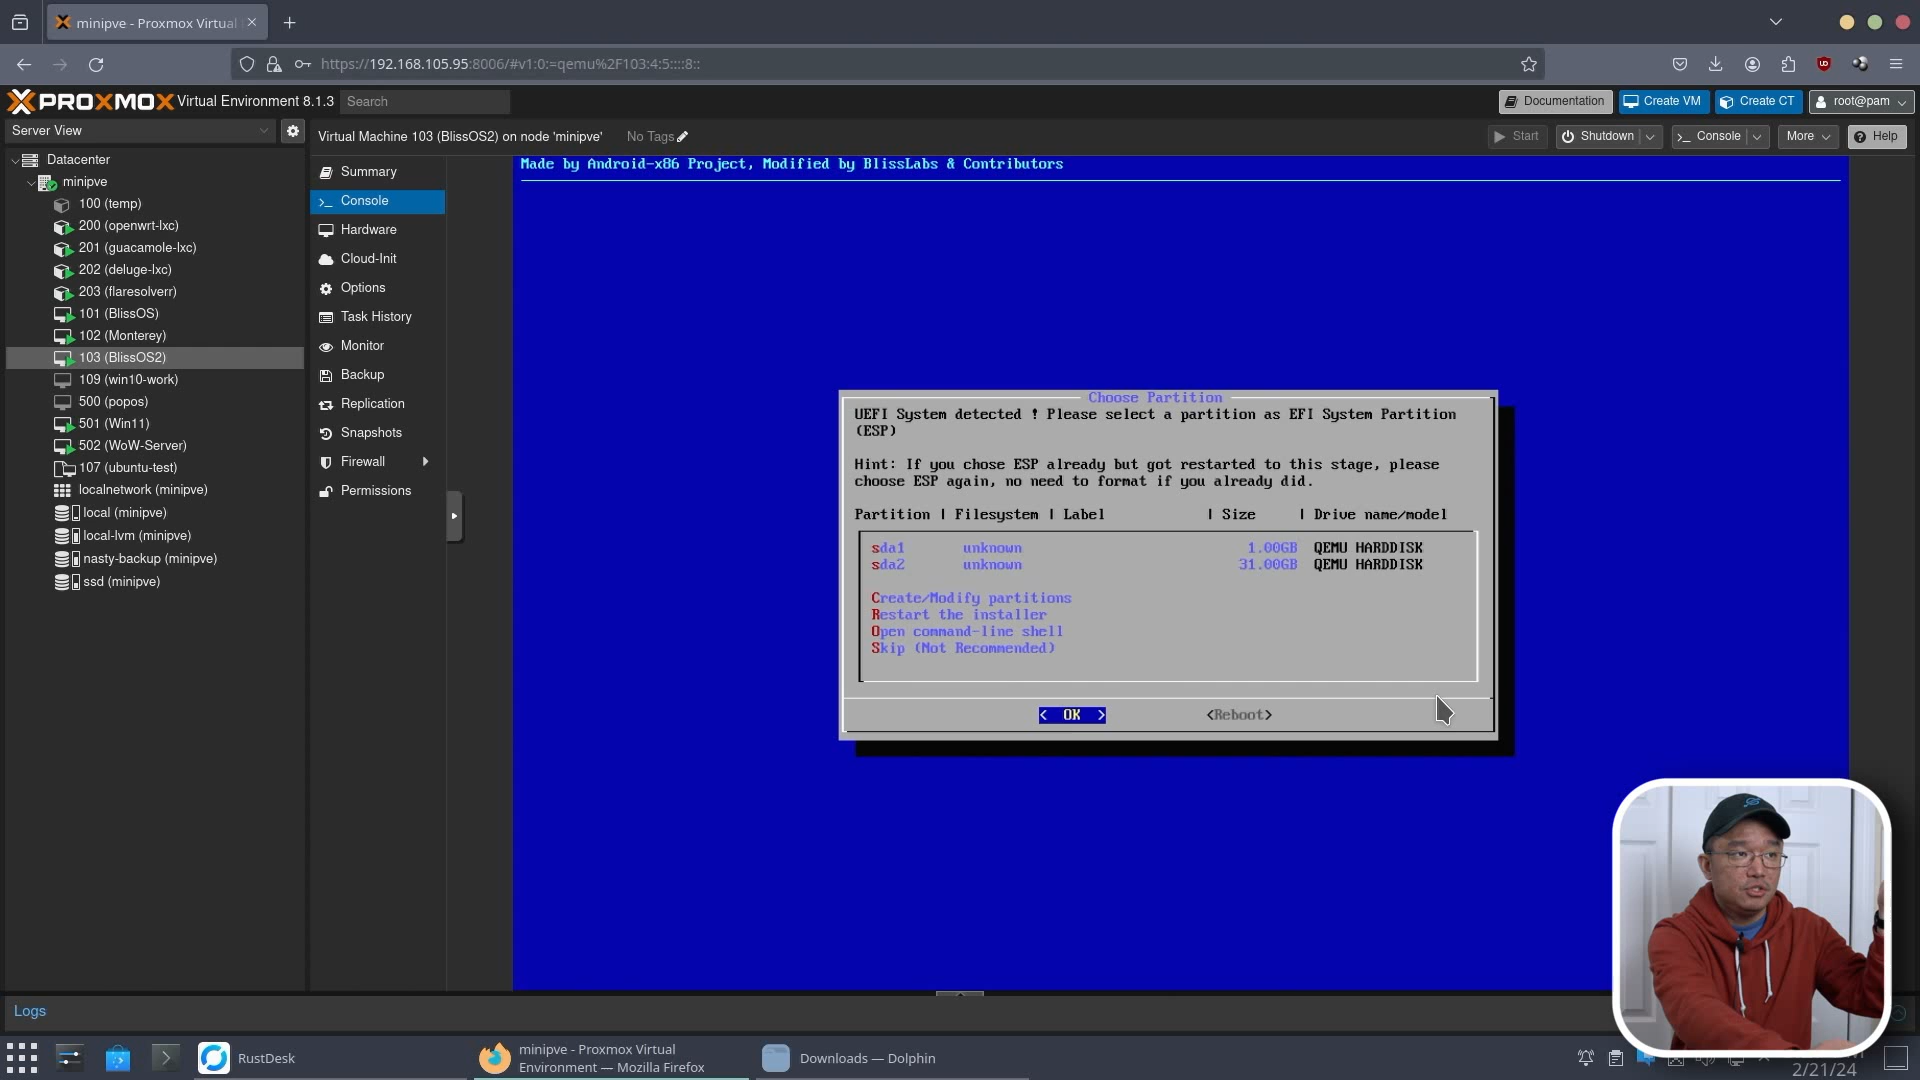 minipve - Proxmox Virtual
https://192.168.105.95:8006/#v1:0:=qemu%2F103:4:5::::8::
PROXMOX Virtual Environment 8.1.3
Search
Documentation
Create VM
Create CT
root@pam
Server View
Virtual Machine 103 (BlissOS2) on node 'minipve'
No Tags
Start
Shutdown
Console
More
Help
Datacenter
minipve
100 (temp)
200 (openwrt-lxc)
201 (guacamole-lxc)
202 (deluge-lxc)
203 (flaresolverr)
101 (BlissOS)
102 (Monterey)
103 (BlissOS2)
109 (win10-work)
500 (popos)
501 (Win11)
502 (WoW-Server)
107 (ubuntu-test)
localnetwork (minipve)
local (minipve)
local-lvm (minipve)
nasty-backup (minipve)
ssd (minipve)
Summary
Console
Hardware
Cloud-Init
Options
Task History
Monitor
Backup
Replication
Snapshots
Firewall
Permissions
Made by Android-x86 Project, Modified by BlissLabs & Contributors
Choose Partition
UEFI System detected ! Please select a partition as EFI System Partition
(ESP)
Hint: If you chose ESP already but got restarted to this stage, please
choose ESP again, no need to format if you already did.
Partition | Filesystem | Label | Size | Drive name/model
sda1 unknown 1.00GB QEMU HARDDISK
sda2 unknown 31.00GB QEMU HARDDISK
Create/Modify partitions
Restart the installer
Open command-line shell
Skip (Not Recommended)
< OK >
<Reboot>
Logs
RustDesk
minipve - Proxmox Virtual
Environment — Mozilla Firefox
Downloads — Dolphin
2/21/24